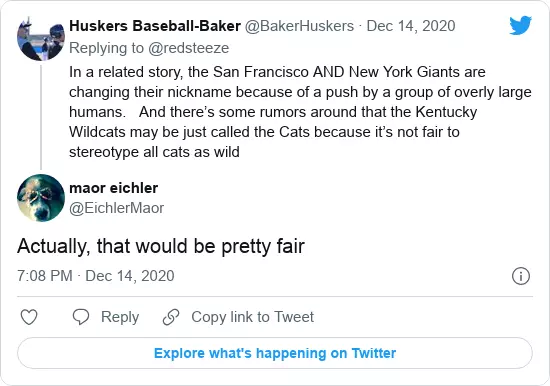 Huskers Baseball-Baker @BakerHuskers · Dec 14, 2020
Replying to @redsteeze
In a related story, the San Francisco AND New York Giants are
changing their nickname because of a push by a group of overly large
humans.   And there’s some rumors around that the Kentucky
Wildcats may be just called the Cats because it’s not fair to
stereotype all cats as wild
maor eichler
@EichlerMaor
Actually, that would be pretty fair
7:08 PM · Dec 14, 2020
Reply Copy link to Tweet
Explore what's happening on Twitter